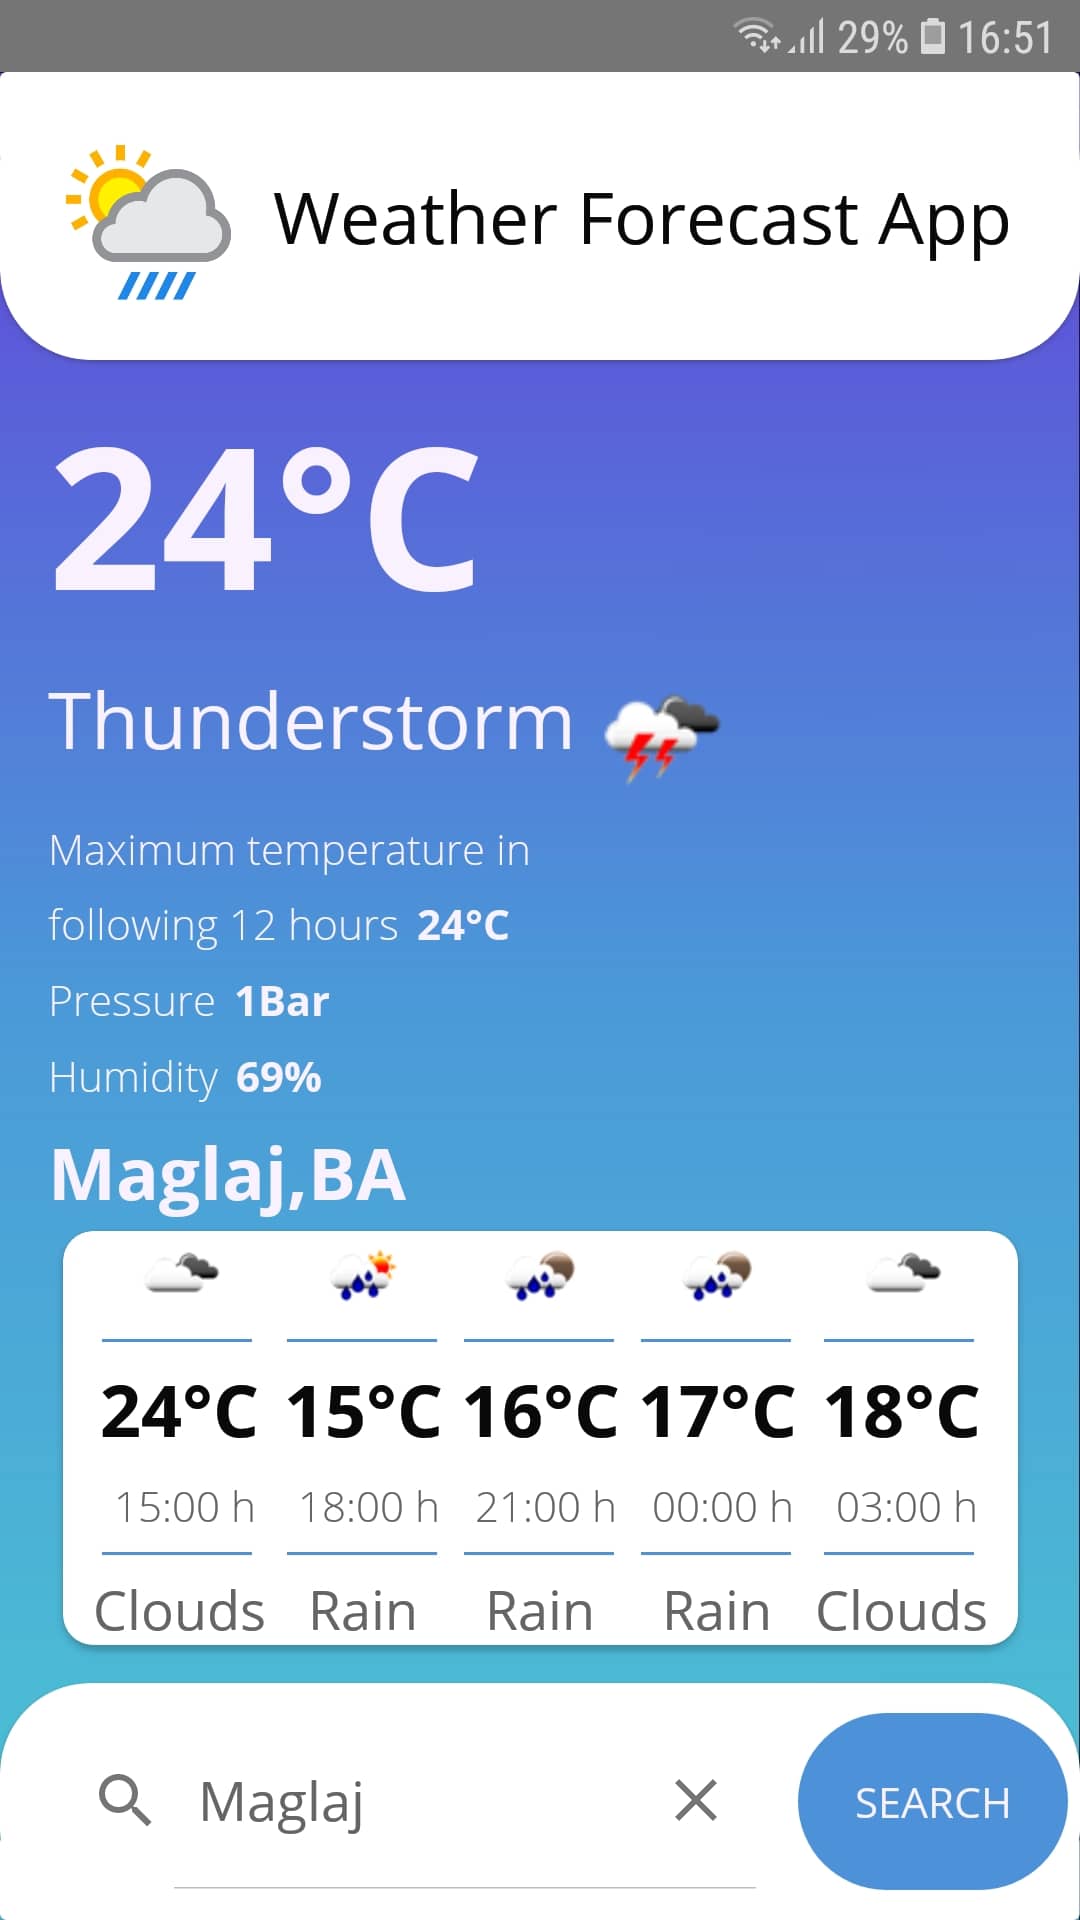 29% 16:51
Weather Forecast App
24°C
Thunderstorm
Maximum temperature in
following 12 hours 24°C
Pressure 1Bar
Humidity 69%
Maglaj,BA
24°C 15°C 16°C 17°C 18°C
15:00 h 18:00 h 21:00 h 00:00 h 03:00 h
Clouds Rain Rain Rain Clouds
Maglaj SEARCH